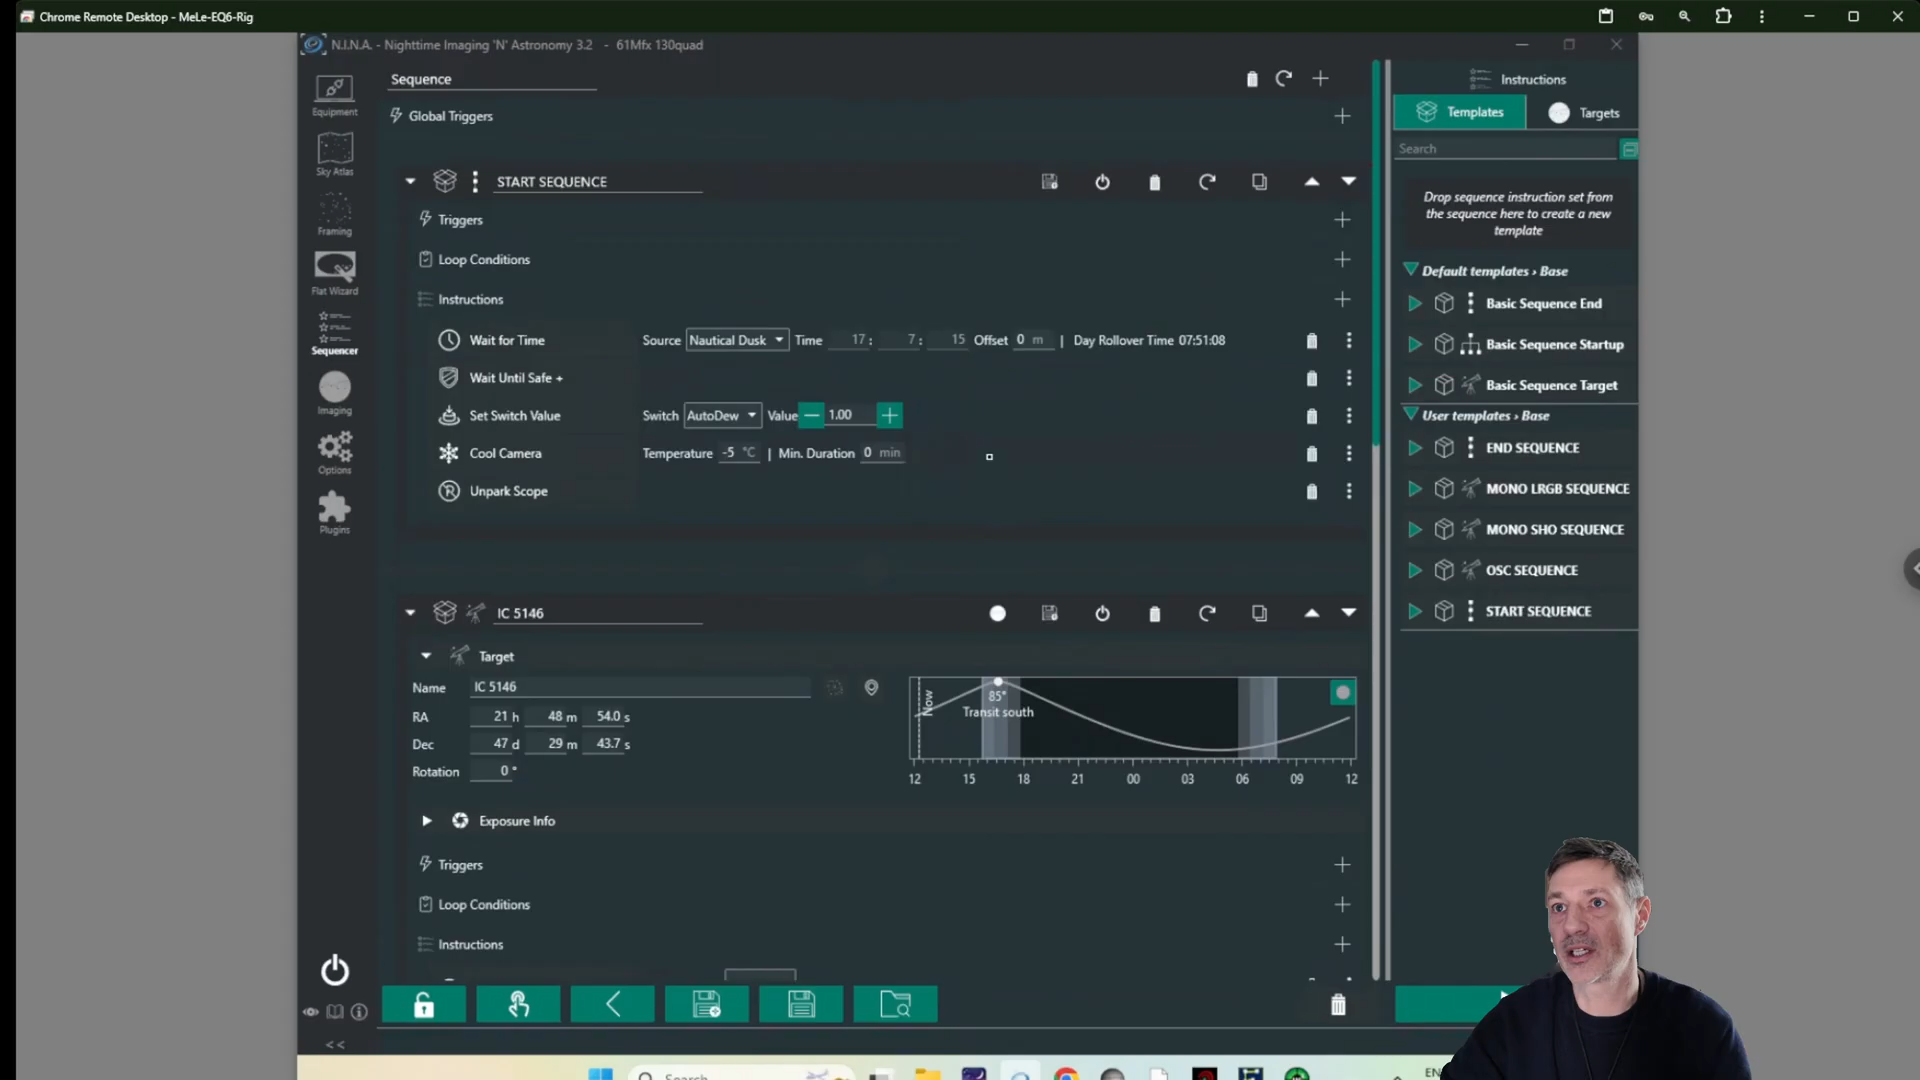 Chrome Remote Desktop - MeLe-EQ6-Rig
N.I.N.A. - Nighttime Imaging 'N' Astronomy 3.2 - 61Mfx 130quad
Equipment
Sky Atlas
Framing
Flat Wizard
Sequencer
Imaging
Options
Plugins
<<
Sequence
Global Triggers
START SEQUENCE
Triggers
Loop Conditions
Instructions
Wait for Time Source Nautical Dusk Time 17 : 7 : 15 Offset 0 m | Day Rollover Time 07:51:08
Wait Until Safe +
Set Switch Value Switch AutoDew Value 1.00
Cool Camera Temperature -5 °C | Min. Duration 0 min
Unpark Scope
IC 5146
Target
Name IC 5146
RA 21 h 48 m 54.0 s
Dec 47 d 29 m 43.7 s
Rotation 0 °
Now
85°
Transit south
12 15 18 21 00 03 06 09 12
Exposure Info
Triggers
Loop Conditions
Instructions
Instructions
Templates Targets
Search
Drop sequence instruction set from
the sequence here to create a new
template
Default templates › Base
Basic Sequence End
Basic Sequence Startup
Basic Sequence Target
User templates › Base
END SEQUENCE
MONO LRGB SEQUENCE
MONO SHO SEQUENCE
OSC SEQUENCE
START SEQUENCE
Search